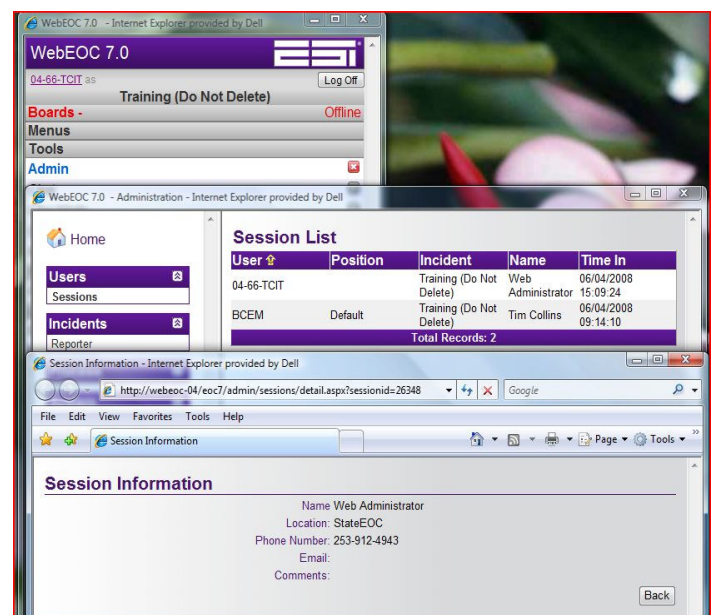 WebEOC 7.0 - Internet Explorer provided by Dell
WebEOC 7.0
ESi
04-66-TCIT as
Log Off
Training (Do Not Delete)
Boards -
Offline
Menus
Tools
Admin
WebEOC 7.0 - Administration - Internet Explorer provided by Dell
Home
Users
Sessions
Incidents
Reporter
Session List
User Position Incident Name Time In
04-66-TCIT Training (Do Not Delete) Web Administrator 06/04/2008 15:09:24
BCEM Default Training (Do Not Delete) Tim Collins 06/04/2008 09:14:10
Total Records: 2
Session Information - Internet Explorer provided by Dell
http://webeoc-04/eoc7/admin/sessions/detail.aspx?sessionid=26348
Google
File Edit View Favorites Tools Help
Session Information
Page Tools
Session Information
Name Web Administrator
Location: StateEOC
Phone Number: 253-912-4943
Email:
Comments:
Back